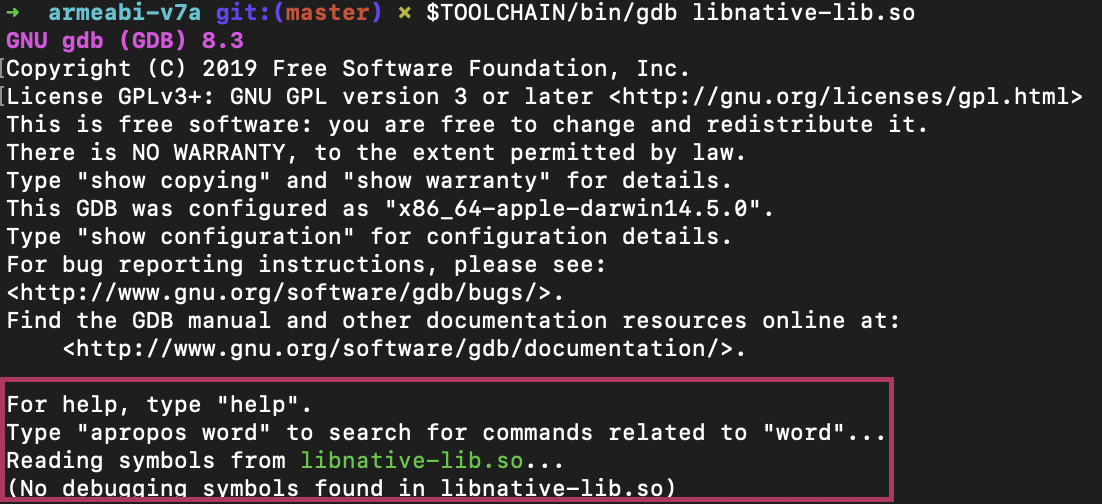 ➜  armeabi-v7a git:(master) ✗ $TOOLCHAIN/bin/gdb libnative-lib.so
GNU gdb (GDB) 8.3
Copyright (C) 2019 Free Software Foundation, Inc.
License GPLv3+: GNU GPL version 3 or later <http://gnu.org/licenses/gpl.html>
This is free software: you are free to change and redistribute it.
There is NO WARRANTY, to the extent permitted by law.
Type "show copying" and "show warranty" for details.
This GDB was configured as "x86_64-apple-darwin14.5.0".
Type "show configuration" for configuration details.
For bug reporting instructions, please see:
<http://www.gnu.org/software/gdb/bugs/>.
Find the GDB manual and other documentation resources online at:
    <http://www.gnu.org/software/gdb/documentation/>.
For help, type "help".
Type "apropos word" to search for commands related to "word"...
Reading symbols from libnative-lib.so...
(No debugging symbols found in libnative-lib.so)